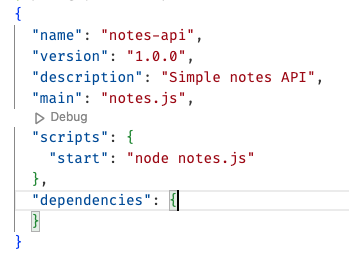 {
"name": "notes-api",
"version": "1.0.0",
"description": "Simple notes API",
"main": "notes.js",
Debug
"scripts": {
"start": "node notes.js"
},
"dependencies": {
}
}